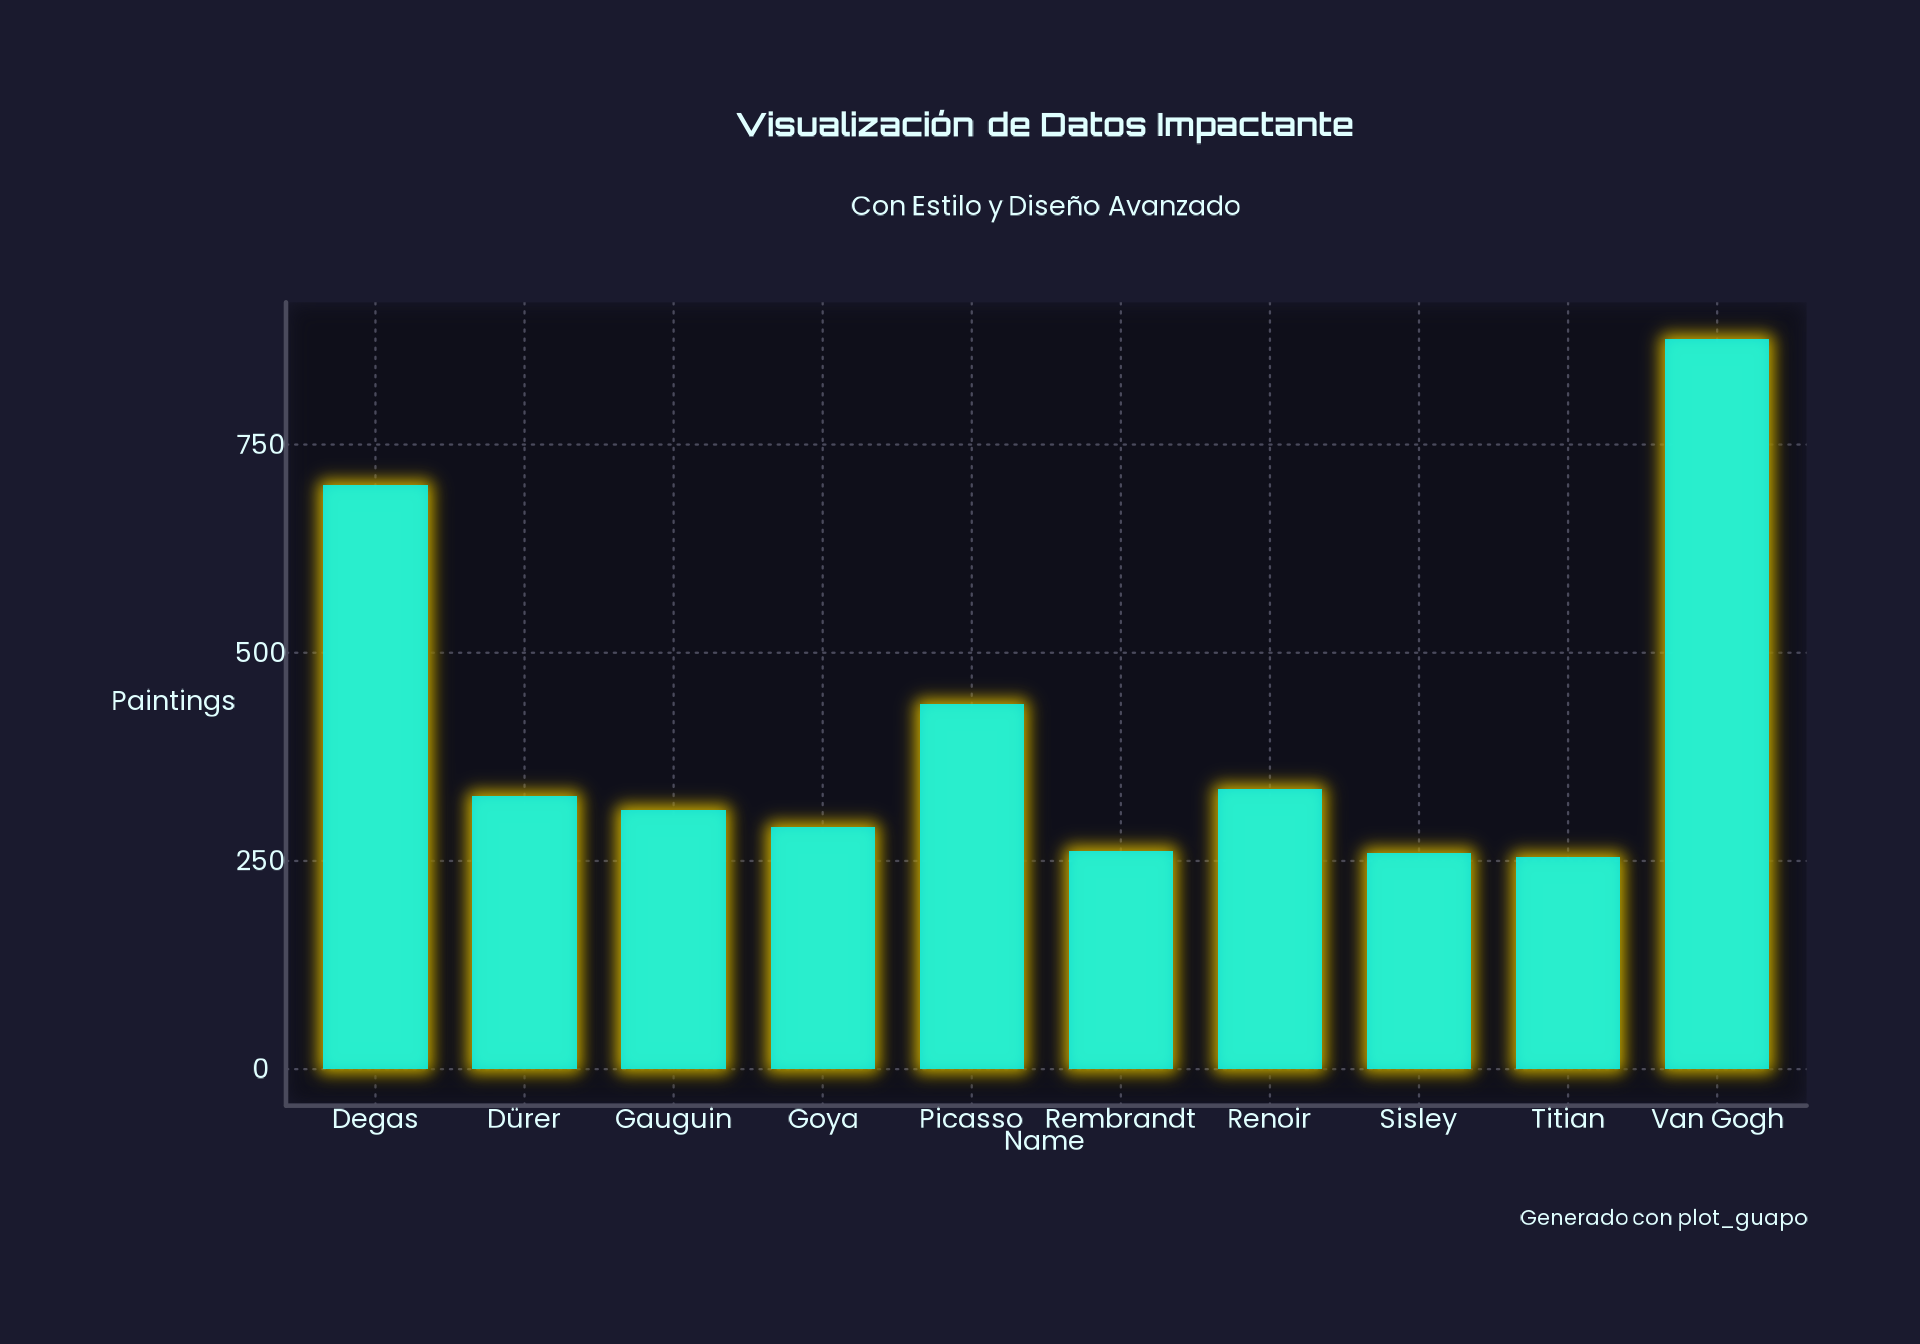 Visualización de Datos Impactante
Con Estilo y Diseño Avanzado
750
500
Paintings
250
0
Degas Dürer Gauguin Goya Picasso Rembrandt Renoir Sisley Titian Van Gogh
Name
Generado con plot_guapo